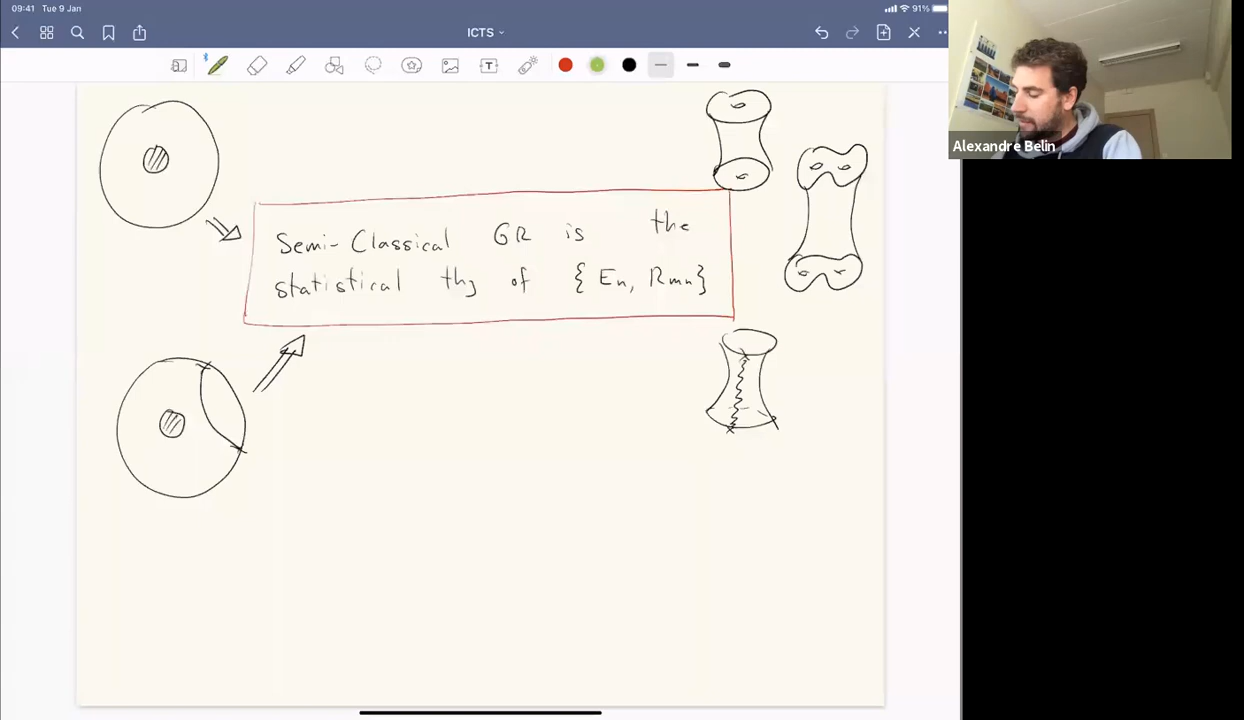 09:41 Tue 9 Jan
91%
ICTS
T
Alexandre Belin
Semi-Classical GR is the
statistical thy of { En, Rmn}